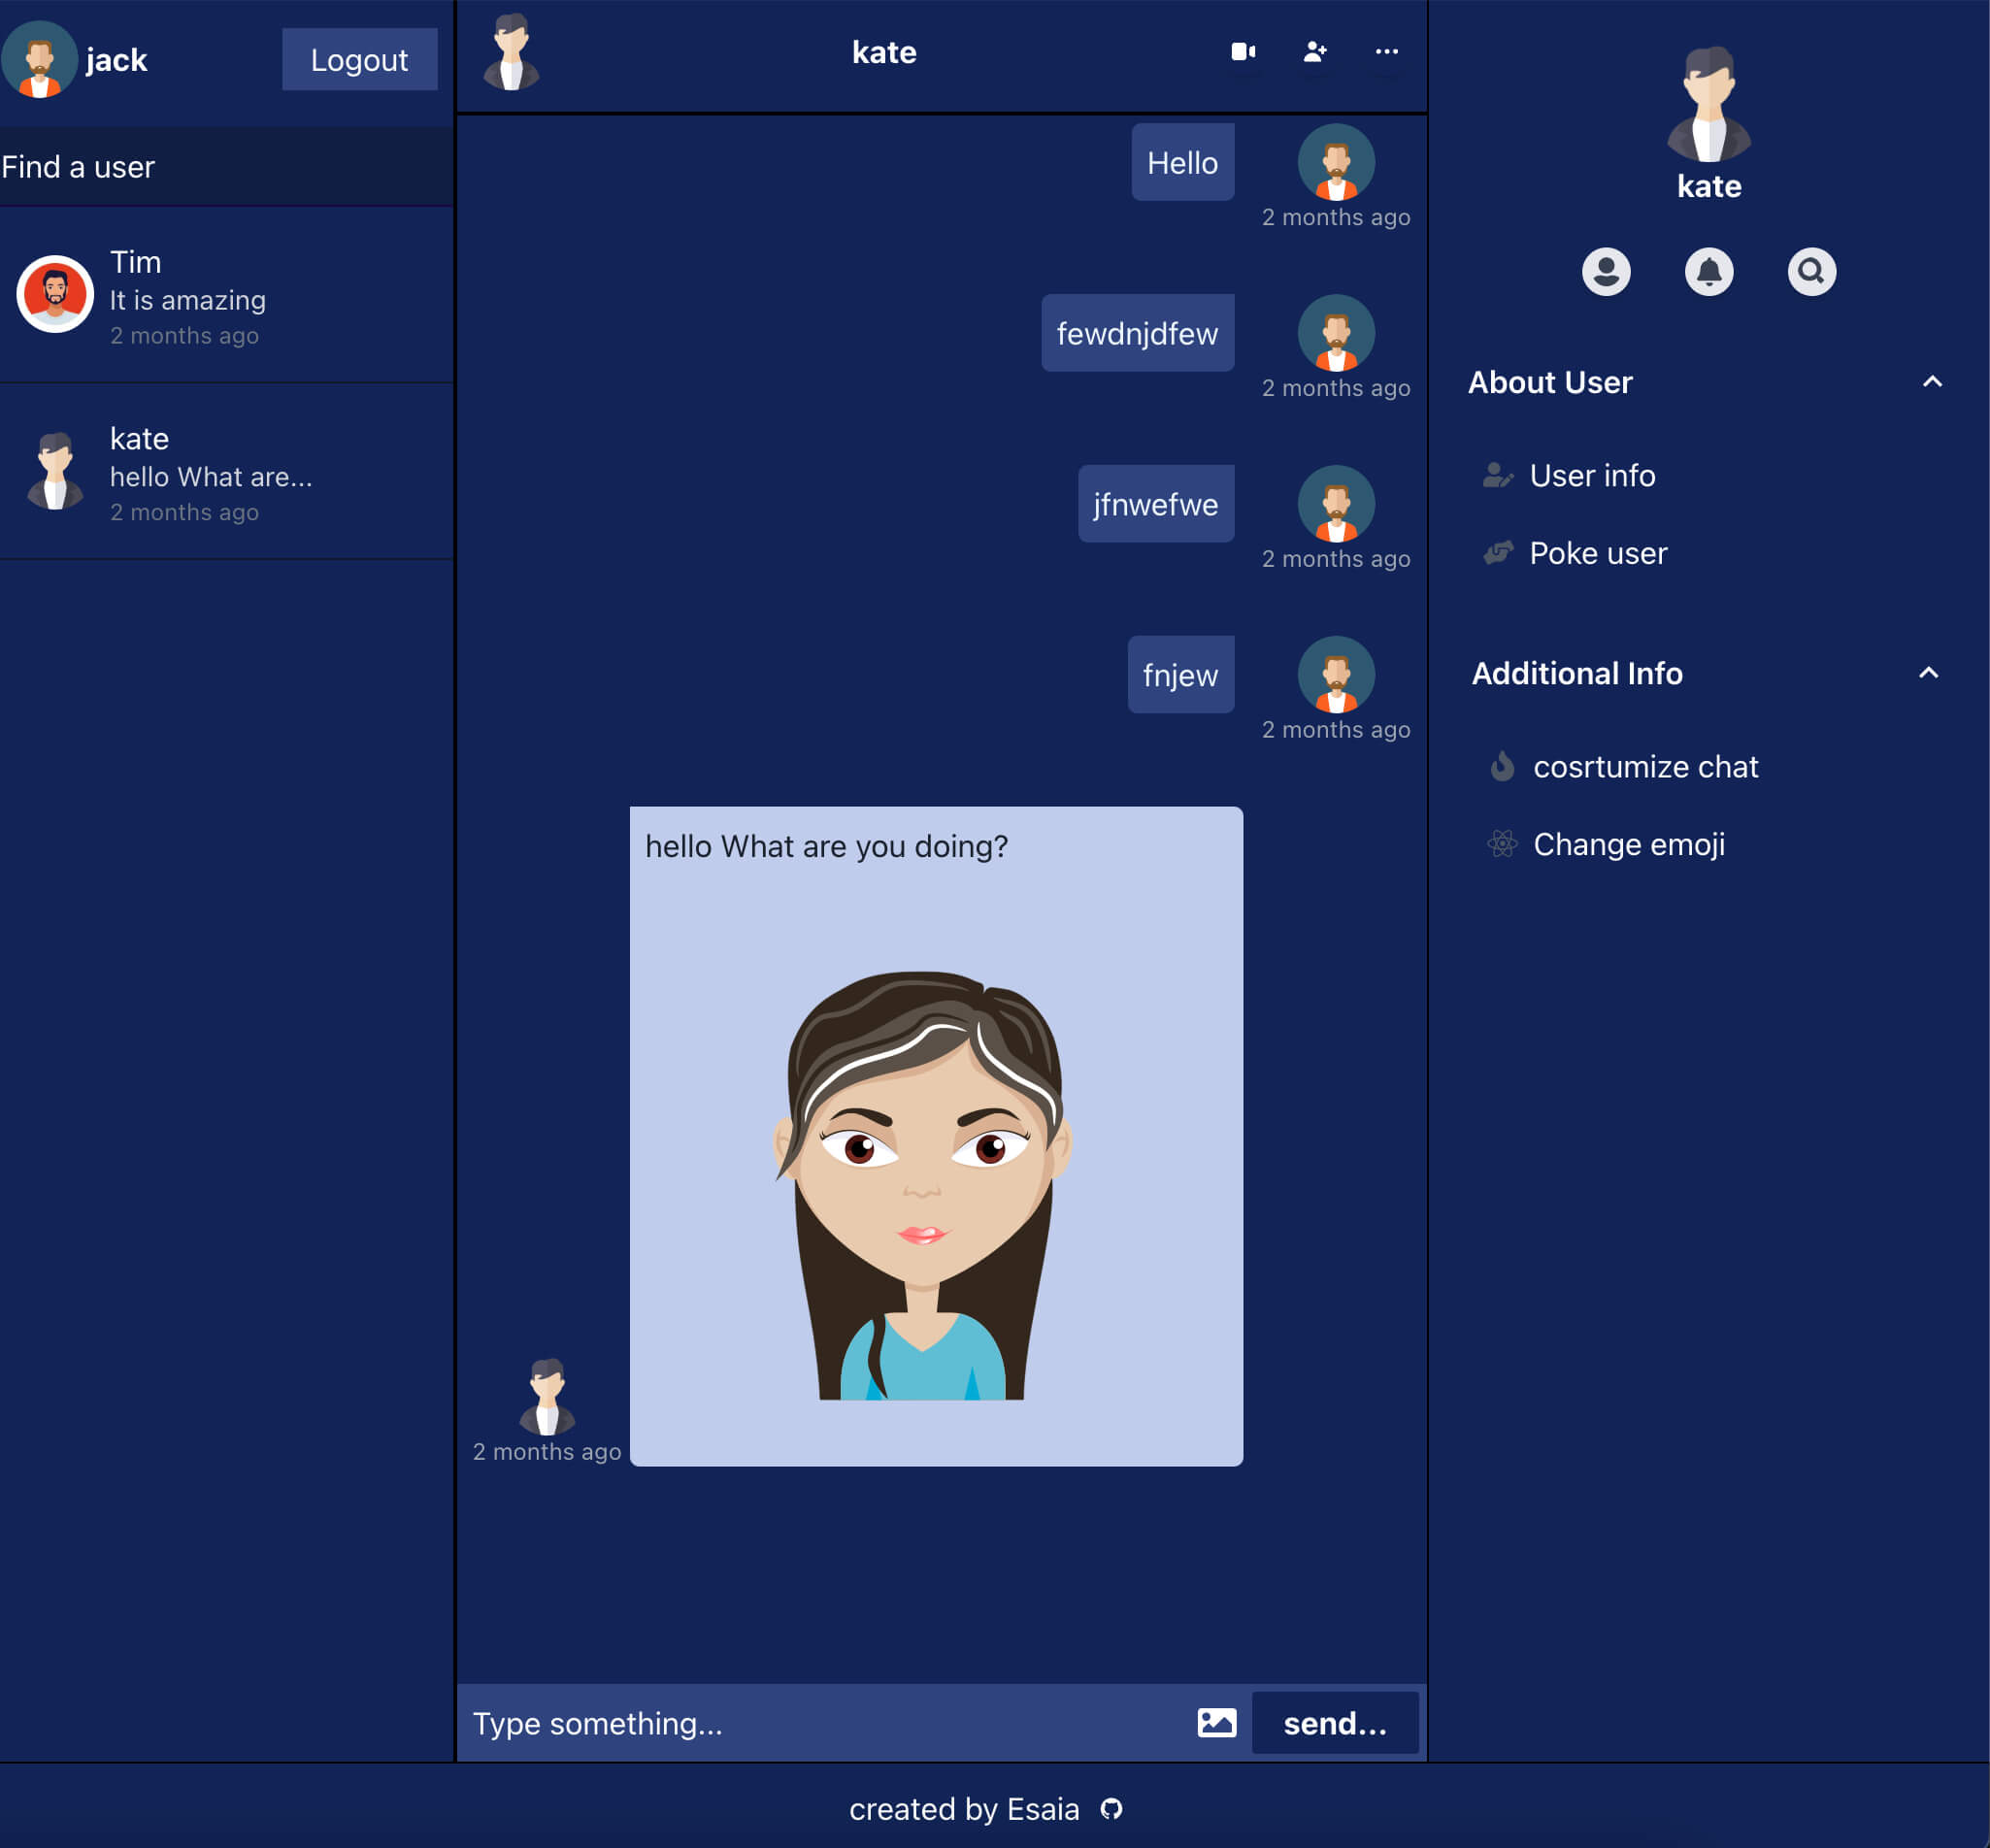 jack
Logout
Find a user
Tim
It is amazing
2 months ago
kate
hello What are...
2 months ago
kate
Hello
2 months ago
fewdnjdfew
2 months ago
jfnwefwe
2 months ago
fnjew
2 months ago
hello What are you doing?
2 months ago
Type something...
send...
kate
About User
User info
Poke user
Additional Info
cosrtumize chat
Change emoji
created by Esaia